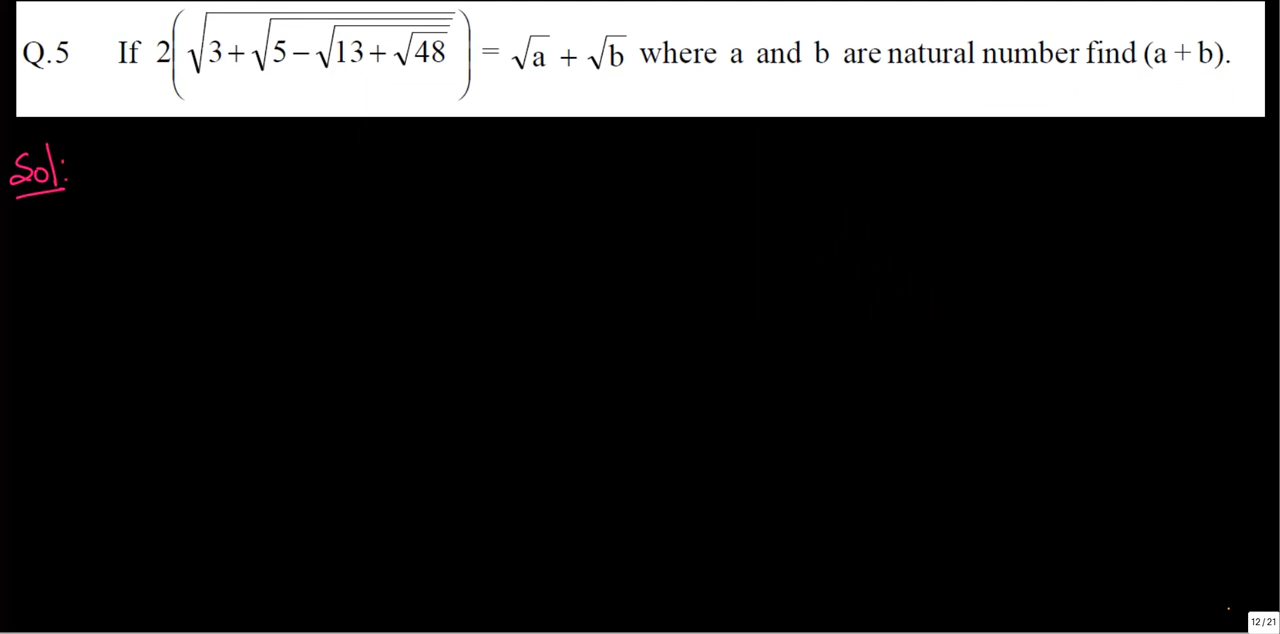 Q.5 If 2(√(3+√(5−√(13+√48)))) = √a + √b where a and b are natural number find (a + b).
Sol:
12/21